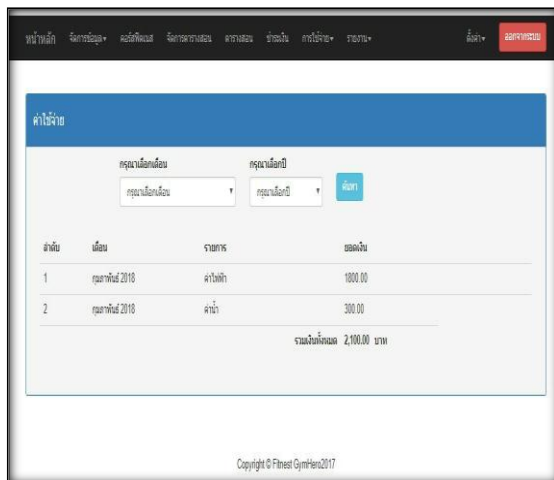 หน้าหลัก จัดการข้อมูล คอร์สฟิตเนส จัดการตารางสอน ตารางสอน ชำระเงิน การใช้จ่าย รายงาน ตั้งค่า ออกจากระบบ
ค่าใช้จ่าย
กรุณาเลือกเดือน กรุณาเลือกปี
กรุณาเลือกเดือน กรุณาเลือกปี ค้นหา
ลำดับ เดือน รายการ ยอดเงิน
1 กุมภาพันธ์ 2018 ค่าไฟฟ้า 1800.00
2 กุมภาพันธ์ 2018 ค่าน้ำ 300.00
รวมเงินทั้งหมด 2,100.00 บาท
Copyright © Fitnest GymHero2017